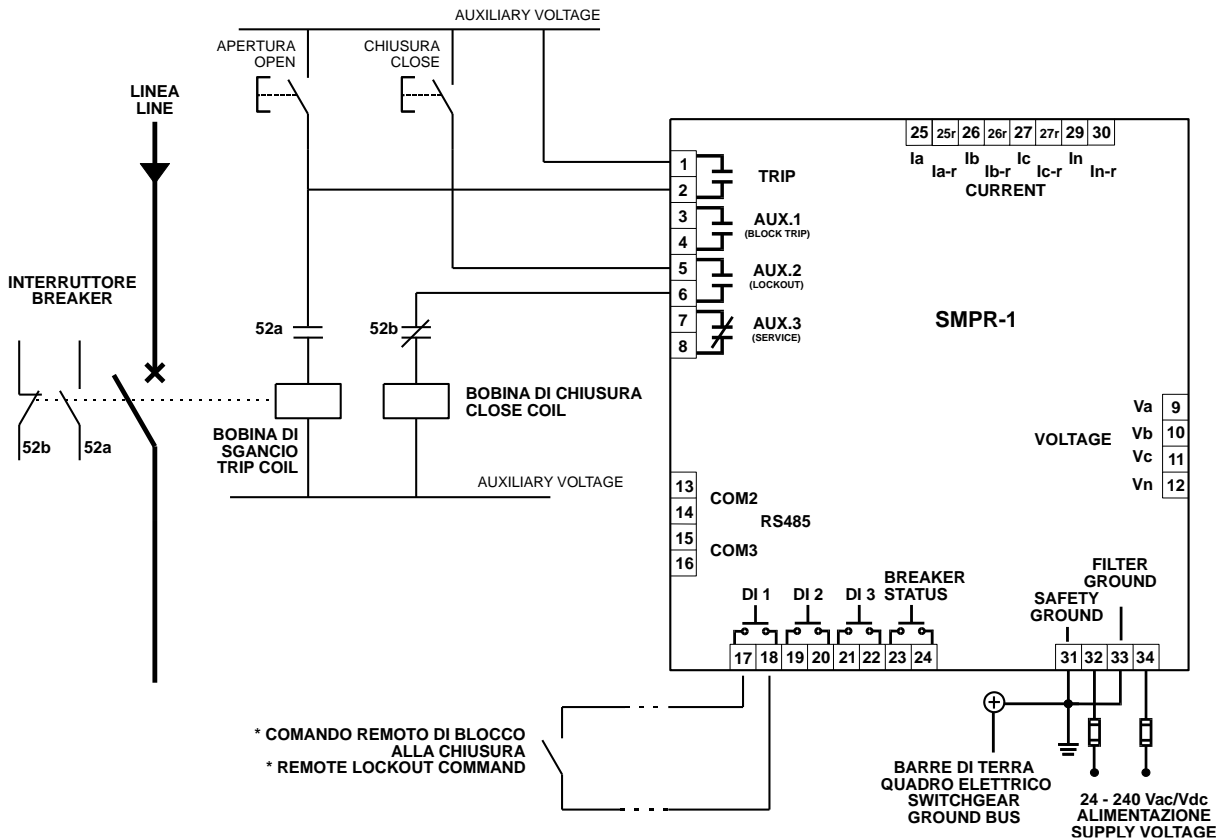 AUXILIARY VOLTAGE
APERTURA
OPEN
CHIUSURA
CLOSE
LINEA
LINE
25 25r 26 26r 27 27r 29 30
Ia Ib Ic In
Ia-r Ib-r Ic-r In-r
CURRENT
1
2
TRIP
3
4
AUX.1
(BLOCK TRIP)
5
6
AUX.2
(LOCKOUT)
7
8
AUX.3
(SERVICE)
SMPR-1
INTERRUTTORE
BREAKER
52a
52b
52b
52a
BOBINA DI CHIUSURA
CLOSE COIL
BOBINA DI
SGANCIO
TRIP COIL
AUXILIARY VOLTAGE
VOLTAGE
Va 9
Vb 10
Vc 11
Vn 12
13
14
15
16
COM2
RS485
COM3
DI 1
DI 2
DI 3
BREAKER
STATUS
SAFETY
GROUND
FILTER
GROUND
17 18 19 20 21 22 23 24
31 32 33 34
* COMANDO REMOTO DI BLOCCO
ALLA CHIUSURA
* REMOTE LOCKOUT COMMAND
BARRE DI TERRA
QUADRO ELETTRICO
SWITCHGEAR
GROUND BUS
24 - 240 Vac/Vdc
ALIMENTAZIONE
SUPPLY VOLTAGE